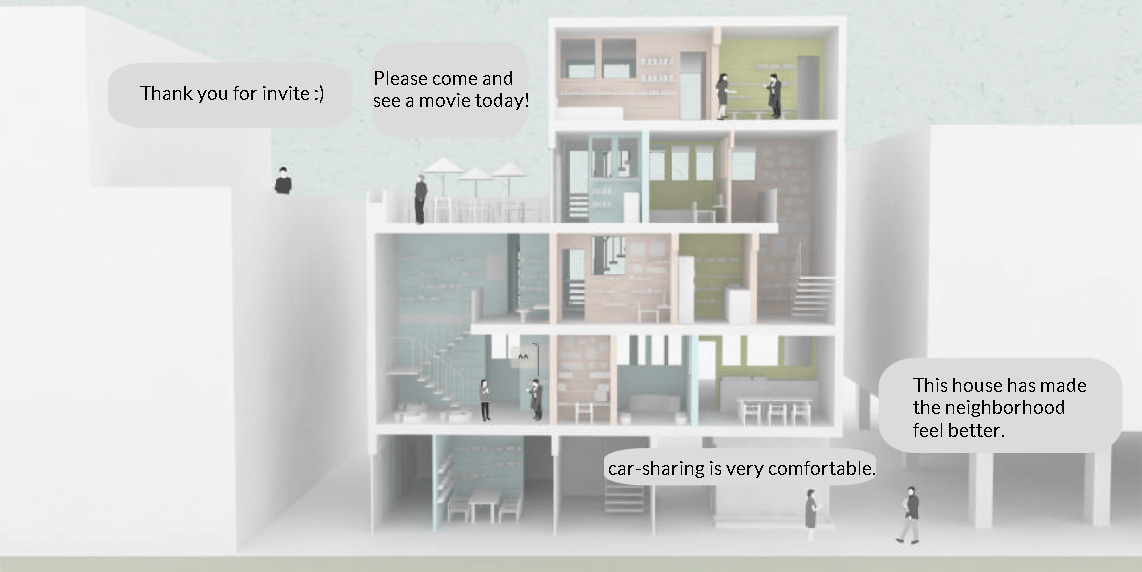 Thank you for invite :)
Please come and
see a movie today!
This house has made
the neighborhood
feel better.
car-sharing is very comfortable.